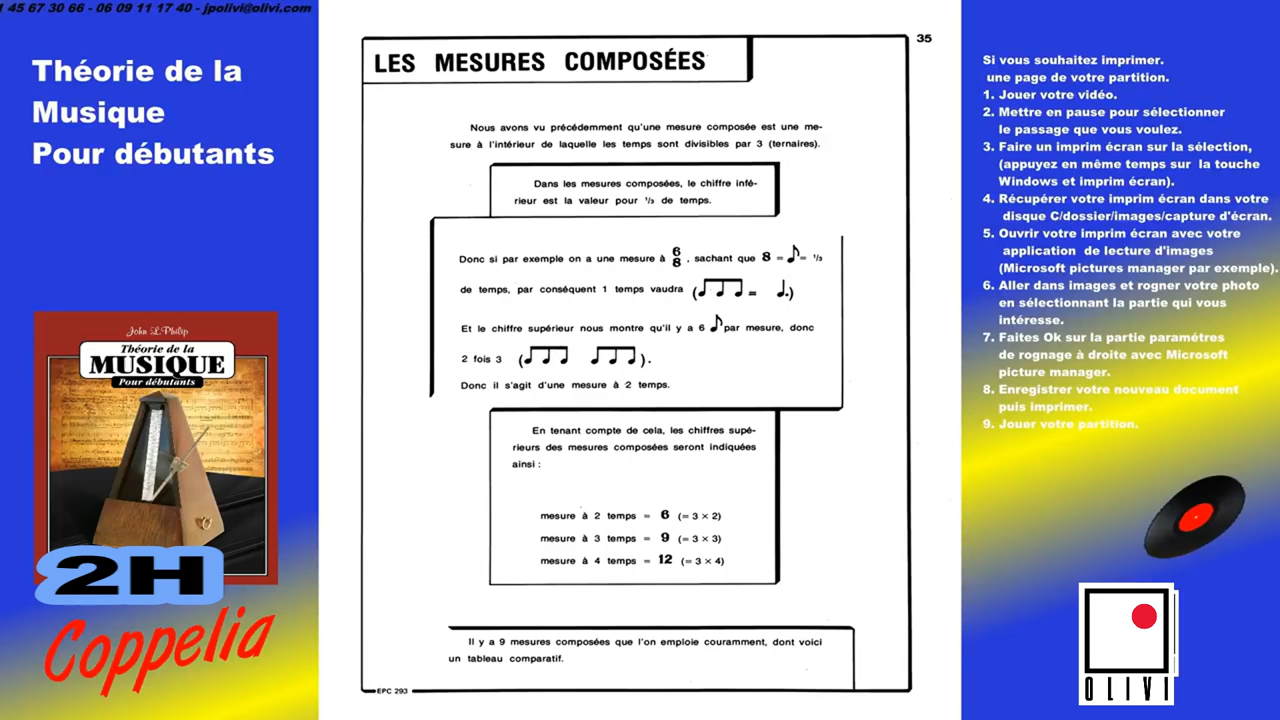 45 67 30 66 - 06 09 11 17 40 - jpolivi@olivi.com
Théorie de la
Musique
Pour débutants
John L.Philip
Théorie de la
MUSIQUE
Pour débutants
2H
Coppelia
35
LES MESURES COMPOSÉES
Nous avons vu précédemment qu'une mesure composée est une me-
sure à l'intérieur de laquelle les temps sont divisibles par 3 (ternaires).
Dans les mesures composées, le chiffre infé-
rieur est la valeur pour 1/3 de temps.
Donc si par exemple on a une mesure à 6/8 , sachant que 8 = ♪ = 1/3
de temps, par conséquent 1 temps vaudra (♫♪ = ♩.)
Et le chiffre supérieur nous montre qu'il y a 6 ♪ par mesure, donc
2 fois 3 (♫♪ ♫♪).
Donc il s'agit d'une mesure à 2 temps.
En tenant compte de cela, les chiffres supé-
rieurs des mesures composées seront indiquées
ainsi :
mesure à 2 temps = 6 (= 3 × 2)
mesure à 3 temps = 9 (= 3 × 3)
mesure à 4 temps = 12 (= 3 × 4)
Il y a 9 mesures composées que l'on emploie couramment, dont voici
un tableau comparatif.
EPC 293
Si vous souhaitez imprimer.
une page de votre partition.
1. Jouer votre vidéo.
2. Mettre en pause pour sélectionner
le passage que vous voulez.
3. Faire un imprim écran sur la sélection,
(appuyez en même temps sur la touche
Windows et imprim écran).
4. Récupérer votre imprim écran dans votre
disque C/dossier/images/capture d'écran.
5. Ouvrir votre imprim écran avec votre
application de lecture d'images
(Microsoft pictures manager par exemple).
6. Aller dans images et rogner votre photo
en sélectionnant la partie qui vous
intéresse.
7. Faites Ok sur la partie paramétres
de rognage à droite avec Microsoft
picture manager.
8. Enregistrer votre nouveau document
puis imprimer.
9. Jouer votre partition.
OLIVI